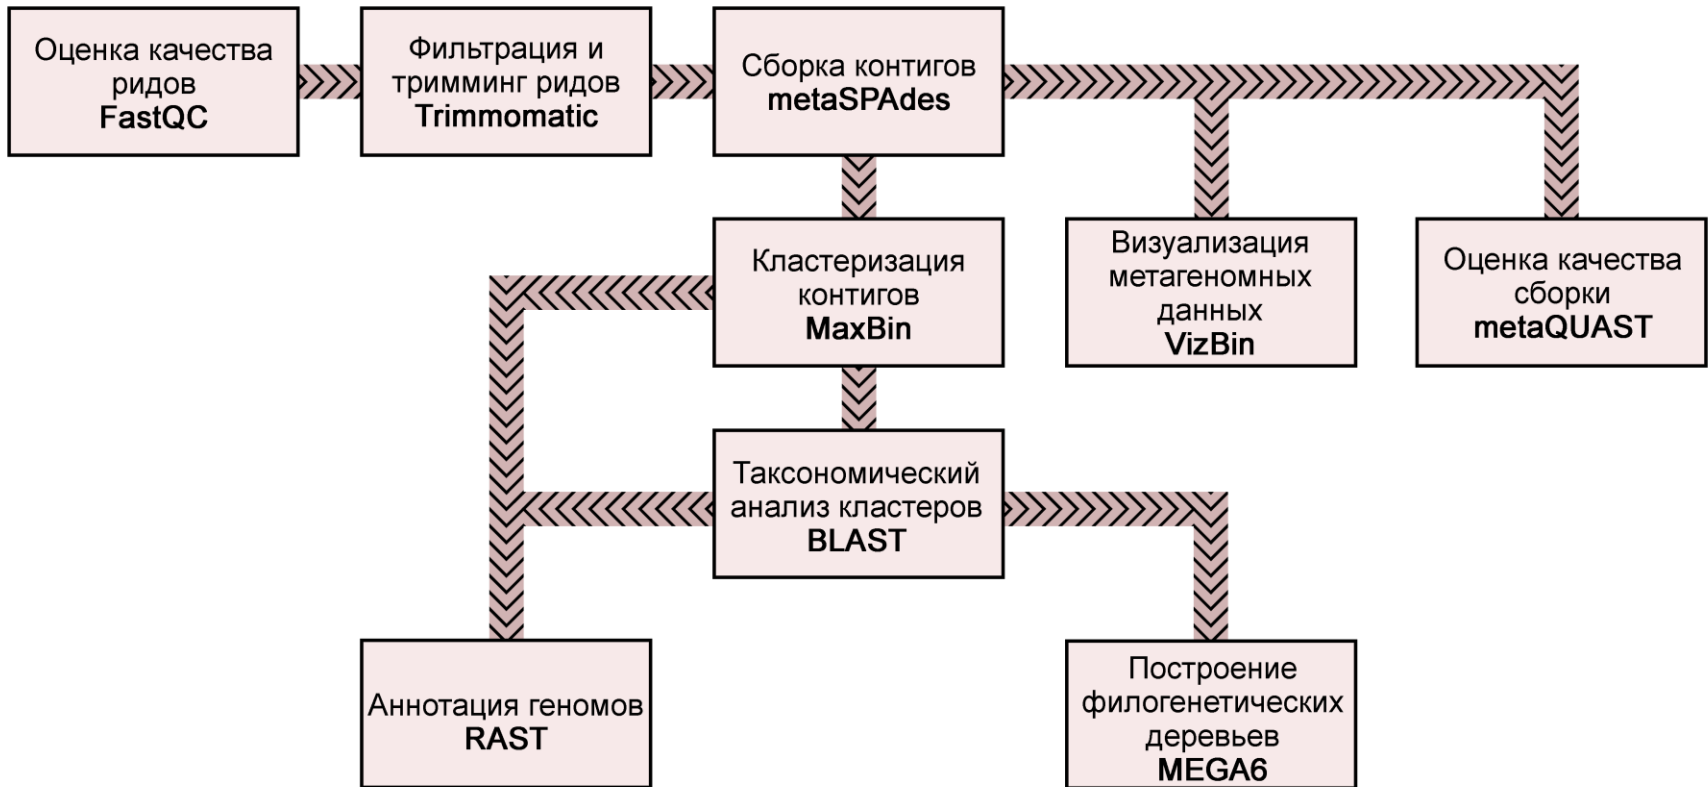 Оценка качества
ридов
FastQC
Фильтрация и
тримминг ридов
Trimmomatic
Сборка контигов
metaSPAdes
Кластеризация
контигов
MaxBin
Визуализация
метагеномных
данных
VizBin
Оценка качества
сборки
metaQUAST
Таксономический
анализ кластеров
BLAST
Аннотация геномов
RAST
Построение
филогенетических
деревьев
MEGA6